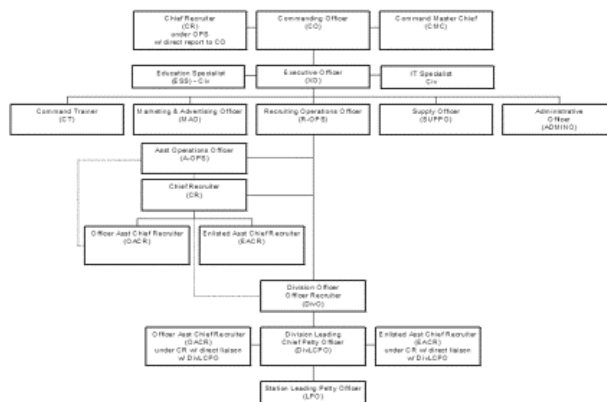 Chief Recruiter
(CR)
under OPS
w/ direct report to CO
Commanding Officer
(CO)
Command Master Chief
(CMC)
Education Specialist
(ESS) - Civ
Executive Officer
(XO)
IT Specialist
Civ
Command Trainer
(CT)
Marketing & Advertising Officer
(MAO)
Recruiting Operations Officer
(R-OPS)
Supply Officer
(SUPPO)
Administrative
Officer
(ADMINO)
Asst Operations Officer
(A-OPS)
Chief Recruiter
(CR)
Officer Asst Chief Recruiter
(OACR)
Enlisted Asst Chief Recruiter
(EACR)
Division Officer
Officer Recruiter
(DivO)
Officer Asst Chief Recruiter
(OACR)
under CR w/ direct liaison
w/ DivLCPO
Division Leading
Chief Petty Officer
(DivLCPO)
Enlisted Asst Chief Recruiter
(EACR)
under CR w/ direct liaison
w/ DivLCPO
Station Leading Petty Officer
(LPO)